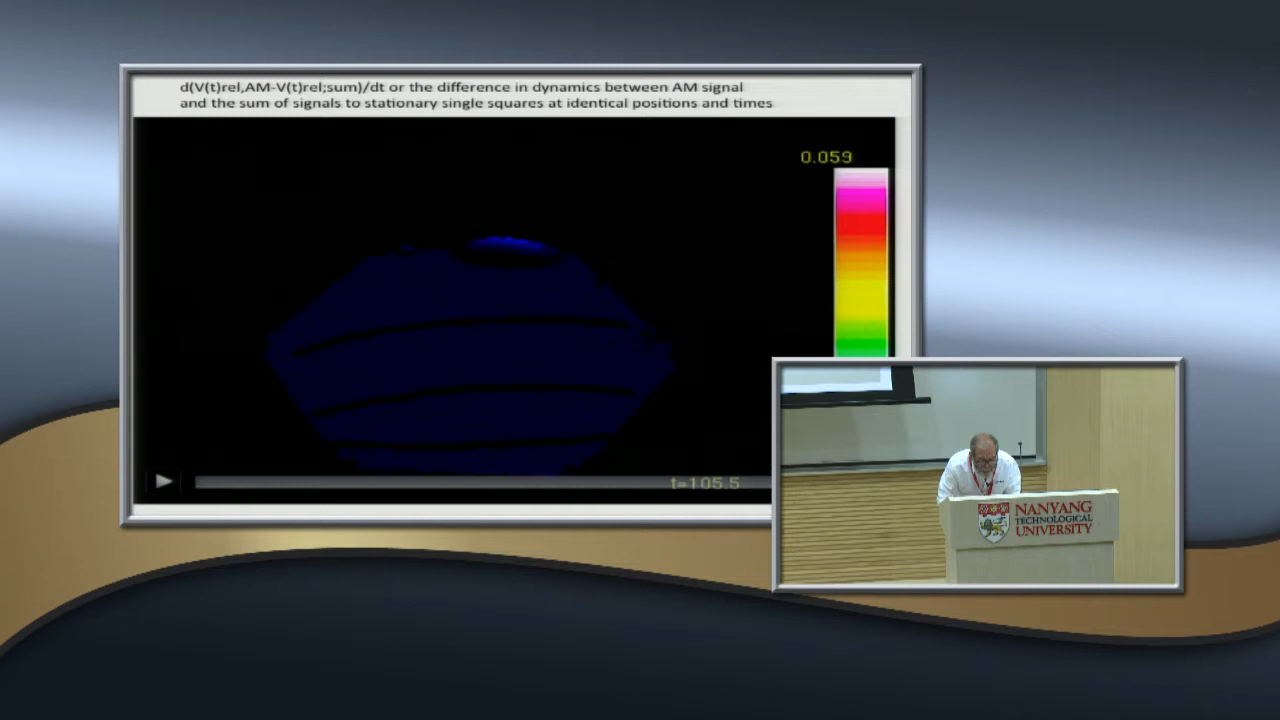 d(V(t)rel,AM-V(t)rel;sum)/dt or the difference in dynamics between AM signal
and the sum of signals to stationary single squares at identical positions and times
0.059
t=105.5
NANYANG
TECHNOLOGICAL
UNIVERSITY